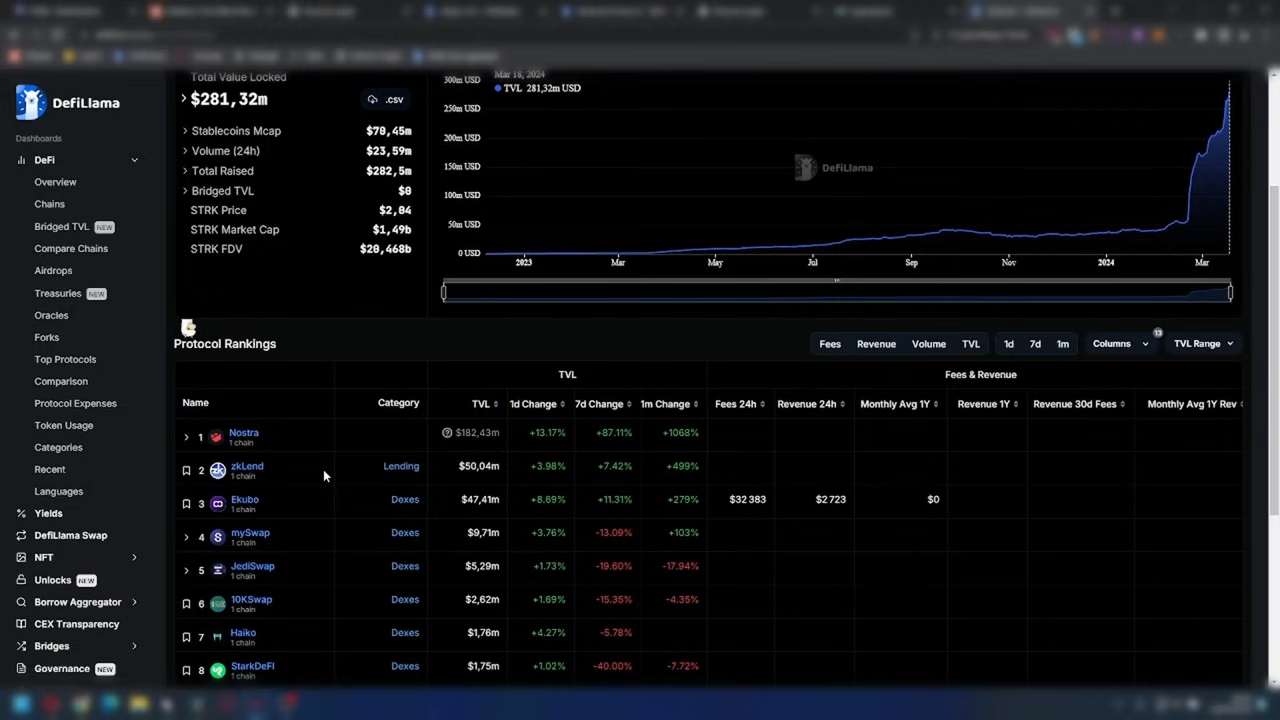 DefiLlama
Dashboards
DeFi
Overview
Chains
Bridged TVL NEW
Compare Chains
Airdrops
Treasuries NEW
Oracles
Forks
Top Protocols
Comparison
Protocol Expenses
Token Usage
Categories
Recent
Languages
Yields
DefiLlama Swap
NFT
Unlocks NEW
Borrow Aggregator
CEX Transparency
Bridges
Governance NEW
Total Value Locked
$281,32m .csv
Stablecoins Mcap $70,45m
Volume (24h) $23,59m
Total Raised $282,5m
Bridged TVL $0
STRK Price $2,04
STRK Market Cap $1,49b
STRK FDV $20,468b
Mar 18, 2024
TVL 281,32m USD
300m USD
250m USD
200m USD
150m USD
100m USD
50m USD
0 USD
DefiLlama
2023 Mar May Jul Sep Nov 2024 Mar
Protocol Rankings Fees Revenue Volume TVL 1d 7d 1m Columns 13 TVL Range
TVL Fees & Revenue
Name Category TVL 1d Change 7d Change 1m Change Fees 24h Revenue 24h Monthly Avg 1Y Revenue 1Y Revenue 30d Fees Monthly Avg 1Y Rev
1 Nostra $182,43m +13.17% +87.11% +1068%
1 chain
2 zkLend Lending $50,04m +3.98% +7.42% +499%
1 chain
3 Ekubo Dexes $47,41m +8.69% +11.31% +279% $32 383 $2 723 $0
1 chain
4 mySwap Dexes $9,71m +3.76% -13.09% +103%
1 chain
5 JediSwap Dexes $5,29m +1.73% -19.60% -17.94%
1 chain
6 10KSwap Dexes $2,62m +1.69% -15.35% -4.35%
1 chain
7 Haiko Dexes $1,76m +4.27% -5.78%
1 chain
8 StarkDeFi Dexes $1,75m +1.02% -40.00% -7.72%
1 chain